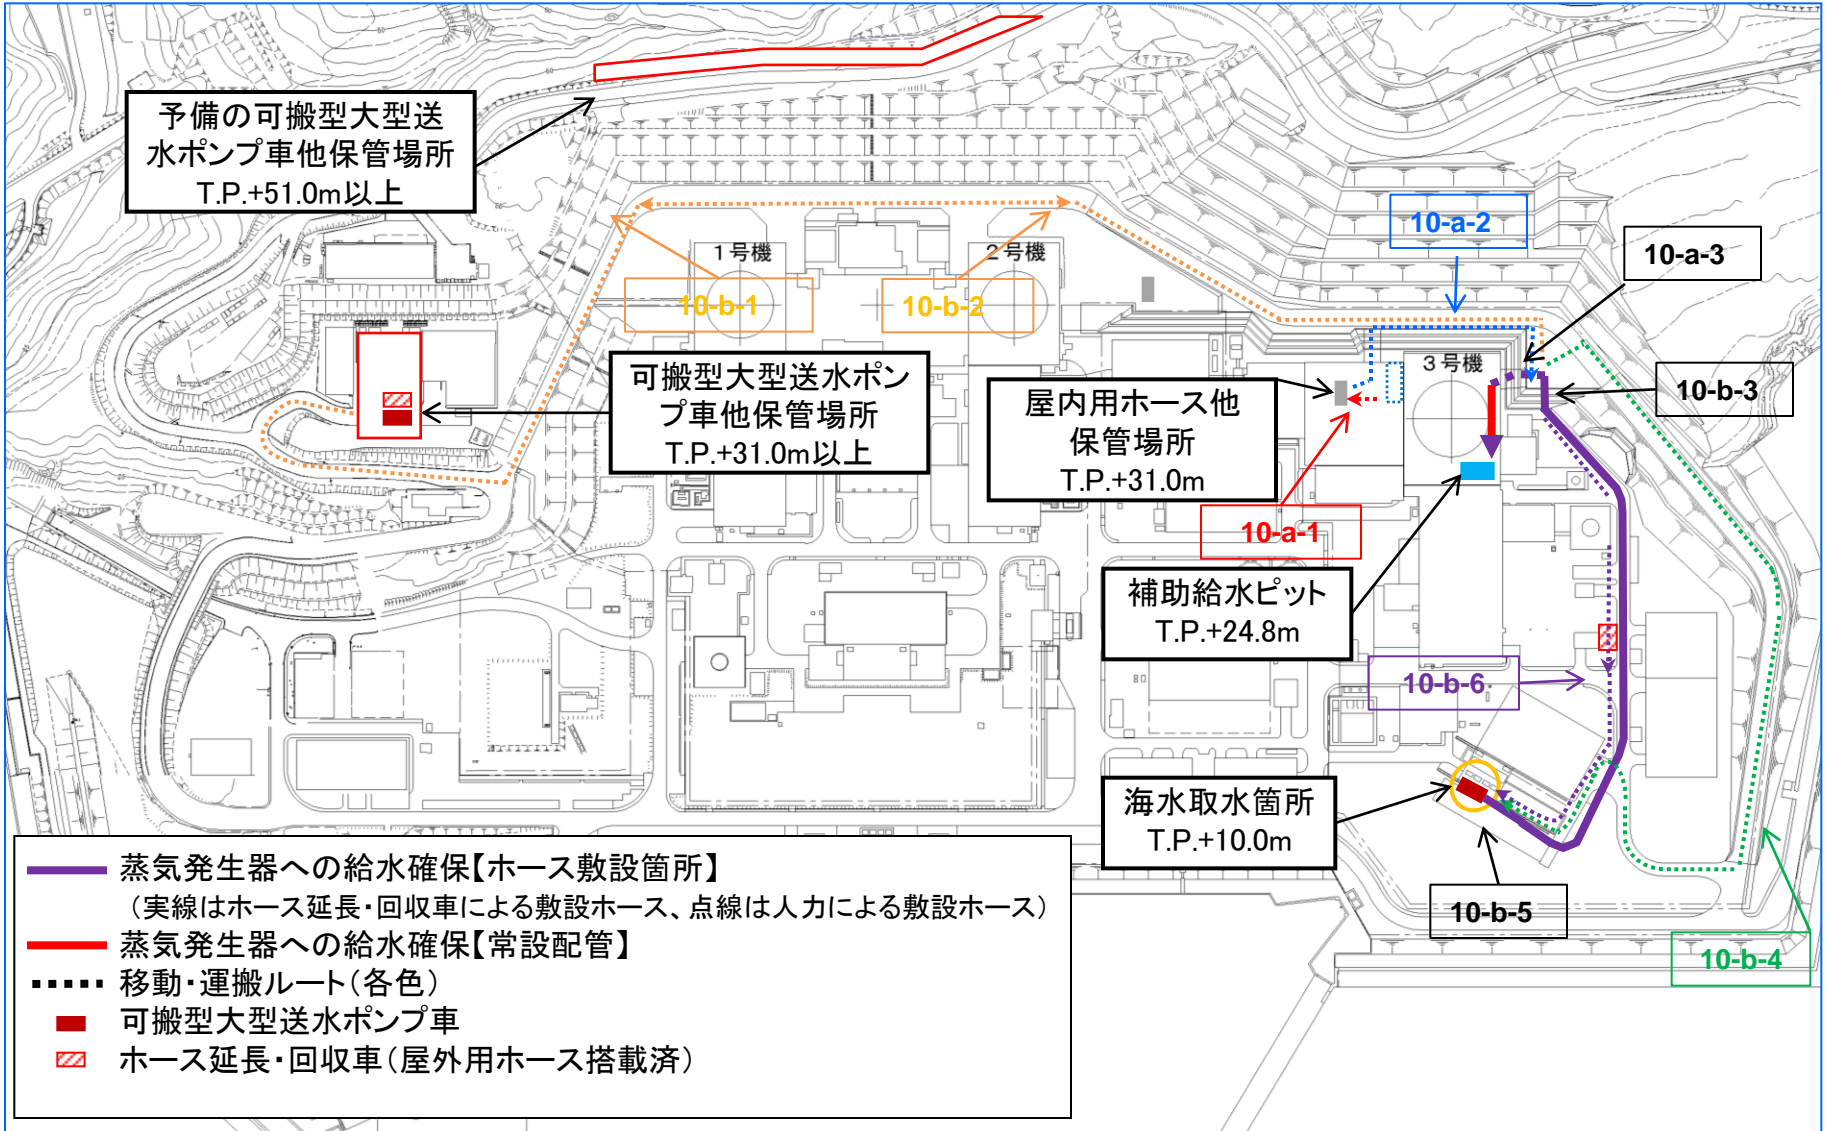 予備の可搬型大型送
水ポンプ車他保管場所
T.P.+51.0m以上
10-a-2
10-a-3
1号機
2号機
10-b-1
10-b-2
3号機
可搬型大型送水ポン
プ車他保管場所
T.P.+31.0m以上
屋内用ホース他
保管場所
T.P.+31.0m
10-b-3
10-a-1
補助給水ピット
T.P.+24.8m
10-b-6
海水取水箇所
T.P.+10.0m
10-b-5
10-b-4
蒸気発生器への給水確保【ホース敷設箇所】
（実線はホース延長・回収車による敷設ホース、点線は人力による敷設ホース）
蒸気発生器への給水確保【常設配管】
移動・運搬ルート（各色）
可搬型大型送水ポンプ車
ホース延長・回収車（屋外用ホース搭載済）